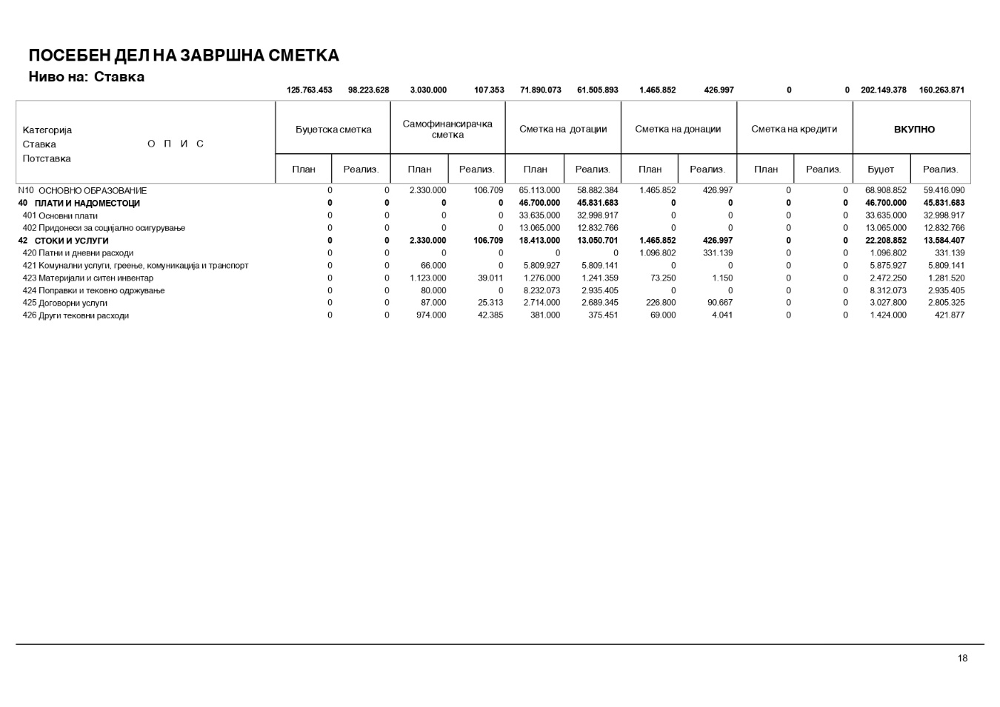 ПОСЕБЕН ДЕЛ НА ЗАВРШНА СМЕТКА
Ниво на: Ставка
125.763.453 98.223.628 3.030.000 107.353 71.890.073 61.505.893 1.465.852 426.997 0 0 202.149.378 160.263.871
Категорија
Ставка О П И С
Потставка
Буџетска сметка Самофинансирачка сметка Сметка на дотации Сметка на донации Сметка на кредити ВКУПНО
План Реализ. План Реализ. План Реализ. План Реализ. План Реализ. Буџет Реализ.
N10 ОСНОВНО ОБРАЗОВАНИЕ 0 0 2.330.000 106.709 65.113.000 58.882.384 1.465.852 426.997 0 0 68.908.852 59.416.090
40 ПЛАТИ И НАДОМЕСТОЦИ 0 0 0 0 46.700.000 45.831.683 0 0 0 0 46.700.000 45.831.683
401 Основни плати 0 0 0 0 33.635.000 32.998.917 0 0 0 0 33.635.000 32.998.917
402 Придонеси за социјално осигурување 0 0 0 0 13.065.000 12.832.766 0 0 0 0 13.065.000 12.832.766
42 СТОКИ И УСЛУГИ 0 0 2.330.000 106.709 18.413.000 13.050.701 1.465.852 426.997 0 0 22.208.852 13.584.407
420 Патни и дневни расходи 0 0 0 0 0 0 1.096.802 331.139 0 0 1.096.802 331.139
421 Комунални услуги, греење, комуникација и транспорт 0 0 66.000 0 5.809.927 5.809.141 0 0 0 0 5.875.927 5.809.141
423 Материјали и ситен инвентар 0 0 1.123.000 39.011 1.276.000 1.241.359 73.250 1.150 0 0 2.472.250 1.281.520
424 Поправки и тековно одржување 0 0 80.000 0 8.232.073 2.935.405 0 0 0 0 8.312.073 2.935.405
425 Договорни услуги 0 0 87.000 25.313 2.714.000 2.689.345 226.800 90.667 0 0 3.027.800 2.805.325
426 Други тековни расходи 0 0 974.000 42.385 381.000 375.451 69.000 4.041 0 0 1.424.000 421.877
18